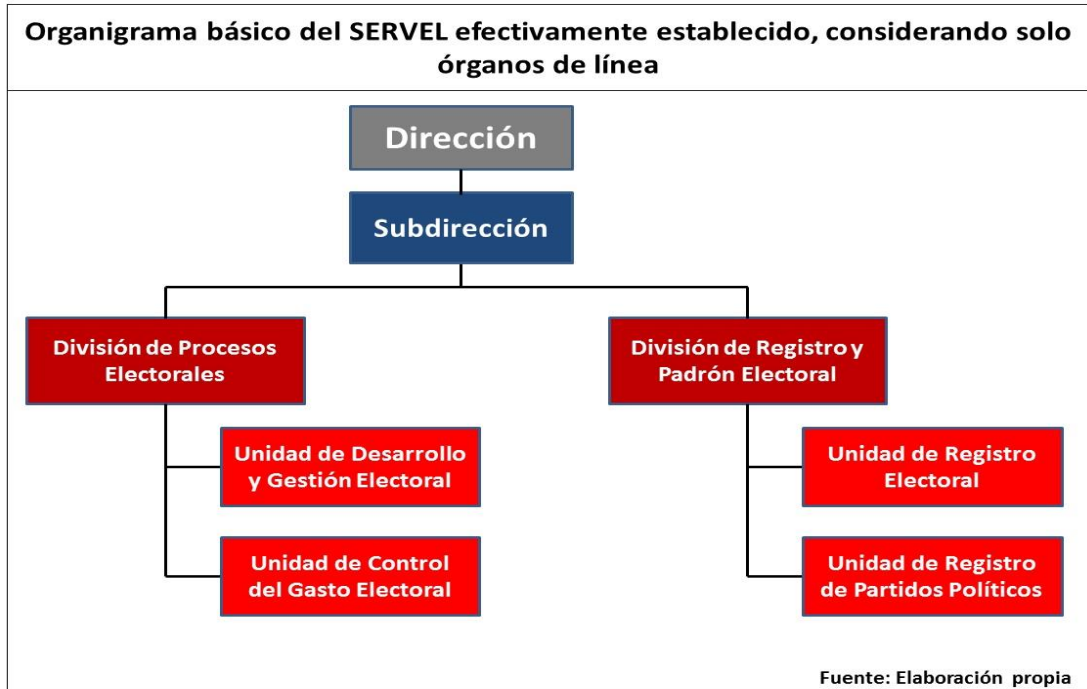 Organigrama básico del SERVEL efectivamente establecido, considerando solo
órganos de línea
Dirección
Subdirección
División de Procesos
Electorales
División de Registro y
Padrón Electoral
Unidad de Desarrollo
y Gestión Electoral
Unidad de Registro
Electoral
Unidad de Control
del Gasto Electoral
Unidad de Registro
de Partidos Políticos
Fuente: Elaboración propia